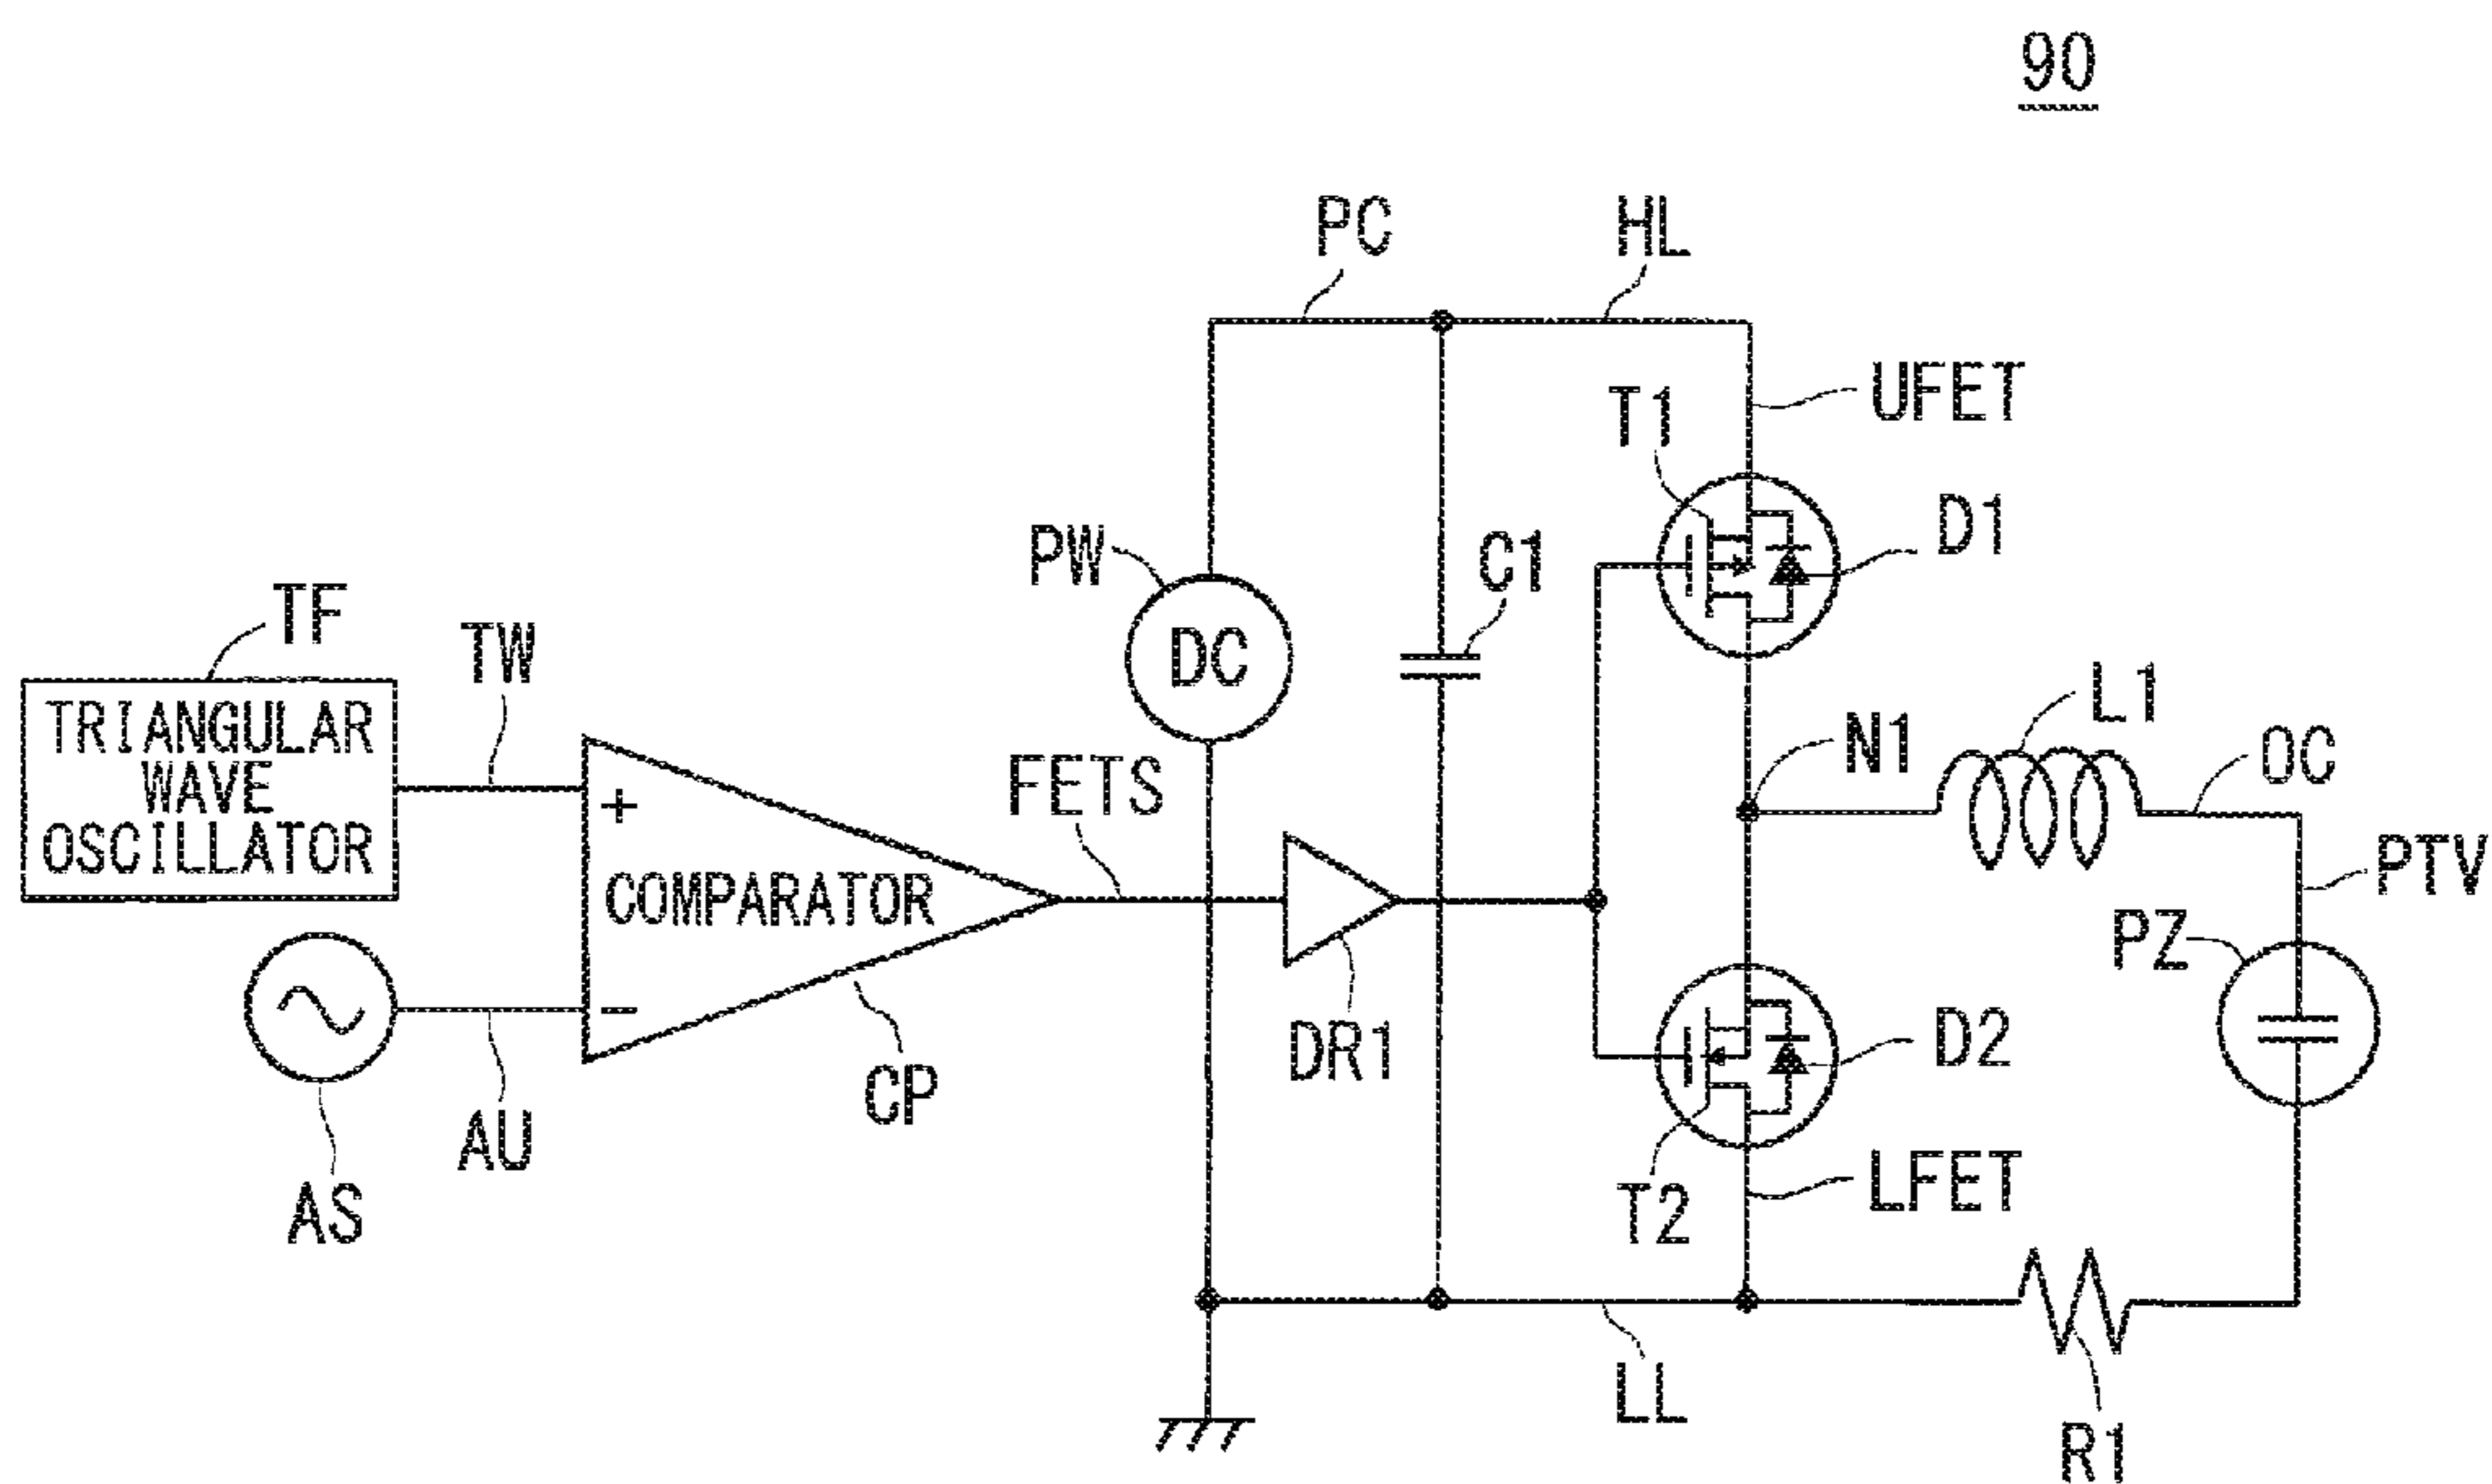 90
PC
HL
UFET
T1
D1
PW
DC
C1
TF
TW
TRIANGULAR
WAVE
OSCILLATOR
+
COMPARATOR
−
FETS
N1
L1
OC
PTV
PZ
DR1
D2
CP
AU
AS
T2
LFET
LL
R1